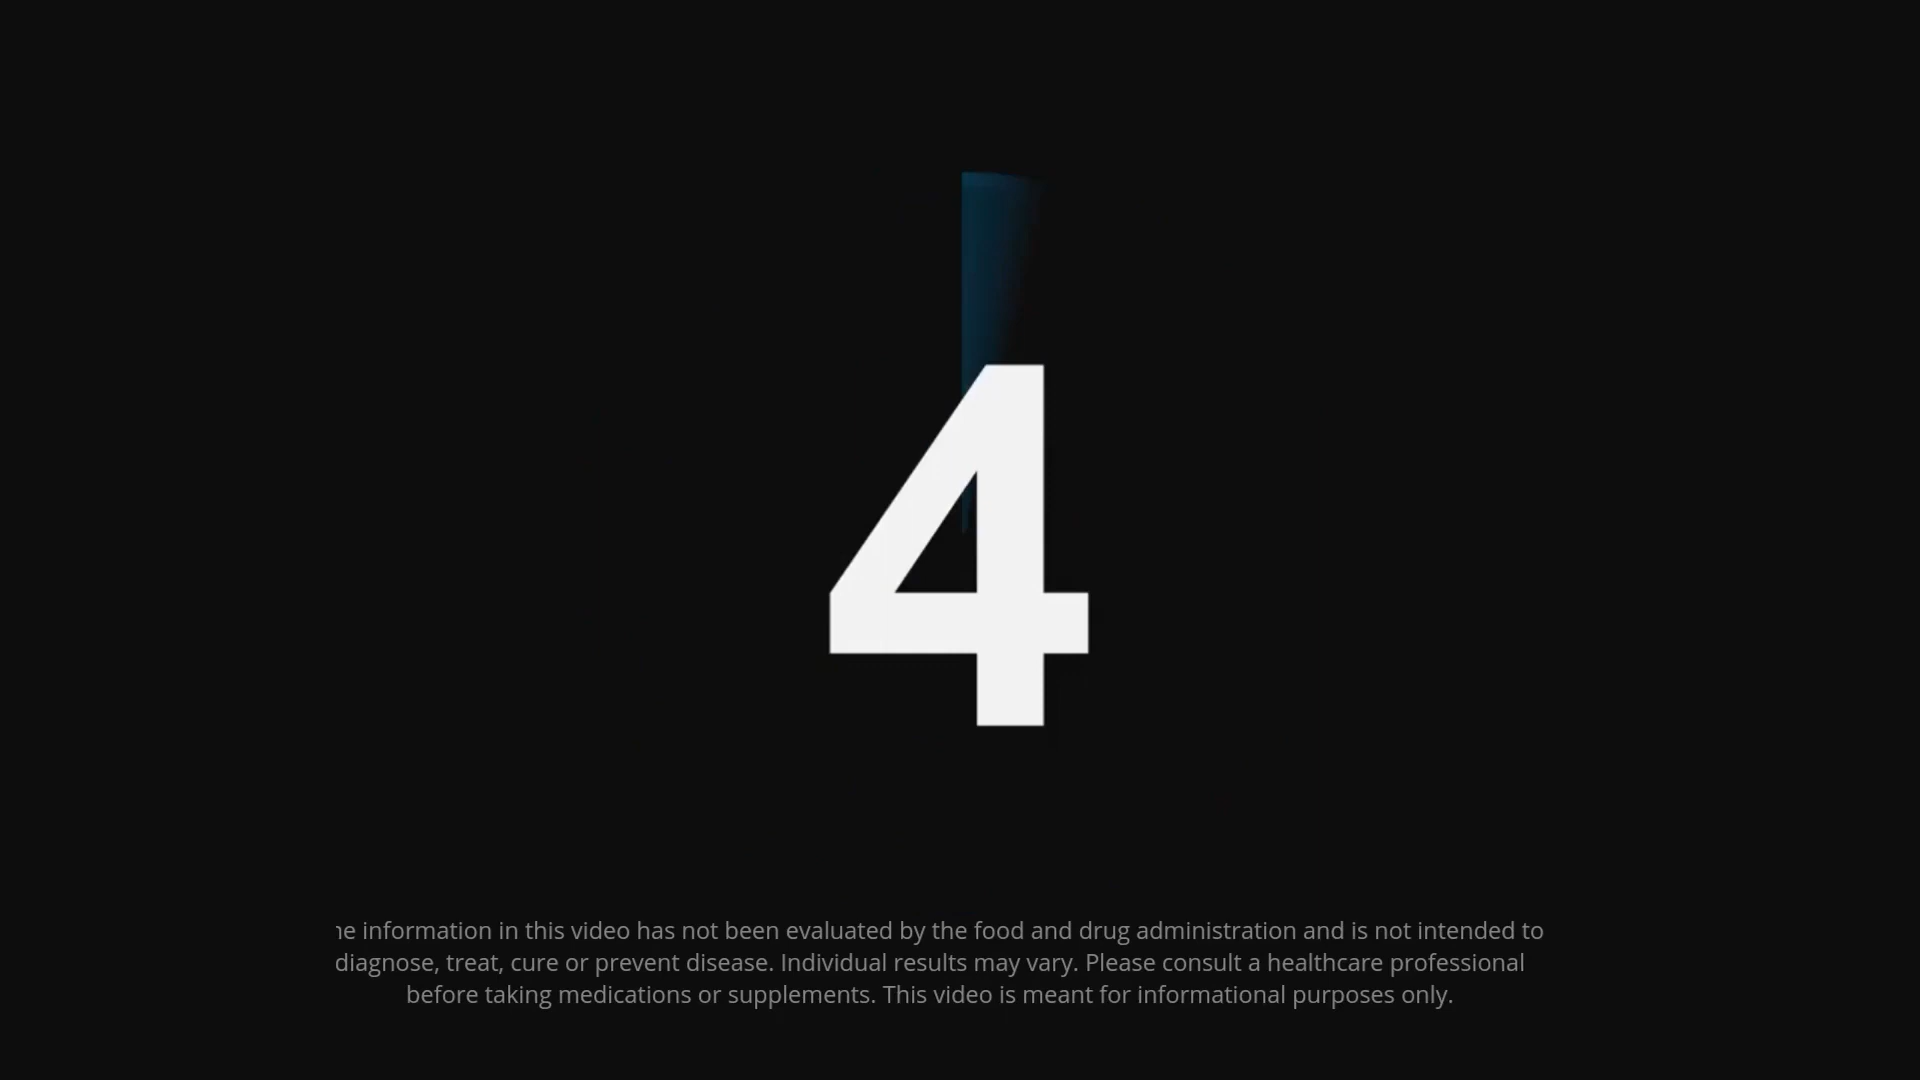 4
information in this video has not been evaluated by the food and drug administration and is not intended to
diagnose, treat, cure or prevent disease. Individual results may vary. Please consult a healthcare professional
before taking medications or supplements. This video is meant for informational purposes only.